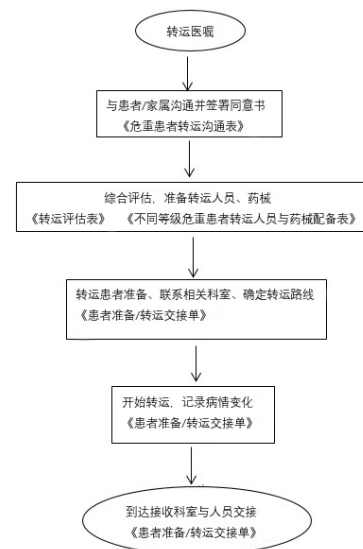 转运医嘱
与患者/家属沟通并签署同意书
《危重患者转运沟通表》
综合评估，准备转运人员、药械
《转运评估表》 《不同等级危重患者转运人员与药械配备表》
转运患者准备、联系相关科室、确定转运路线
《患者准备/转运交接单》
开始转运，记录病情变化
《患者准备/转运交接单》
到达接收科室与人员交接
《患者准备/转运交接单》